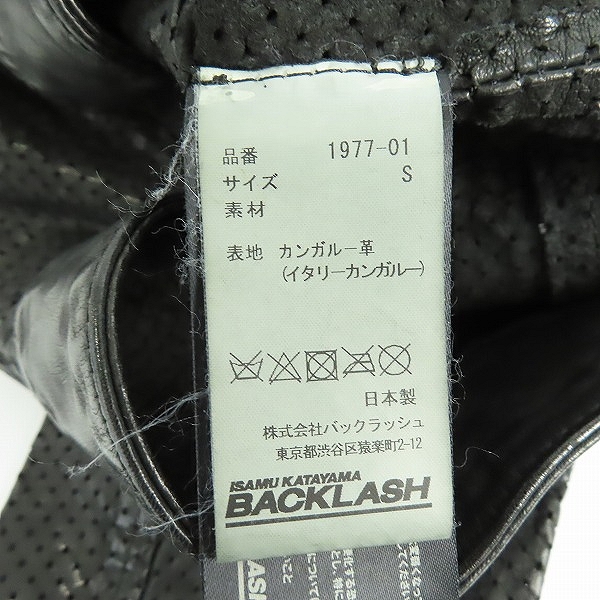 品番 1977-01
サイズ S
素材
表地 カンガルー革
(イタリーカンガルー)
日本製
株式会社バックラッシュ
東京都渋谷区猿楽町2-12
ISAMU KATAYAMA
BACKLASH